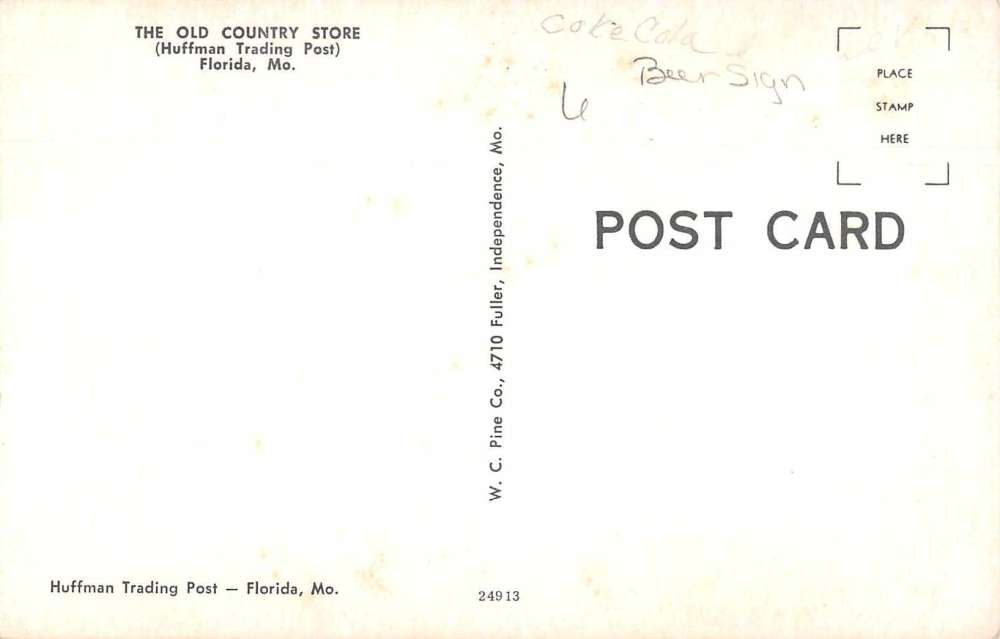 THE OLD COUNTRY STORE
(Huffman Trading Post)
Florida, Mo.
Huffman Trading Post — Florida, Mo.
W. C. Pine Co., 4710 Fuller, Independence, Mo.
24913
Coke Cola
Beer Sign
PLACE
STAMP
HERE
POST CARD